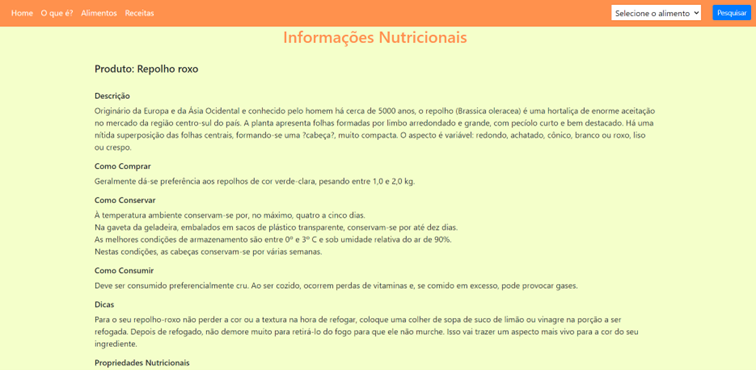 Home O que é? Alimentos Receitas Selecione o alimento Pesquisar
Informações Nutricionais
Produto: Repolho roxo
Descrição
Originário da Europa e da Ásia Ocidental e conhecido pelo homem há cerca de 5000 anos, o repolho (Brassica oleracea) é uma hortaliça de enorme aceitação
no mercado da região centro-sul do país. A planta apresenta folhas formadas por limbo arredondado e grande, com pecíolo curto e bem destacado. Há uma
nítida superposição das folhas centrais, formando-se uma ?cabeça?, muito compacta. O aspecto é variável: redondo, achatado, cônico, branco ou roxo, liso
ou crespo.
Como Comprar
Geralmente dá-se preferência aos repolhos de cor verde-clara, pesando entre 1,0 e 2,0 kg.
Como Conservar
À temperatura ambiente conservam-se por, no máximo, quatro a cinco dias.
Na gaveta da geladeira, embalados em sacos de plástico transparente, conservam-se por até dez dias.
As melhores condições de armazenamento são entre 0º e 3º C e sob umidade relativa do ar de 90%.
Nestas condições, as cabeças conservam-se por várias semanas.
Como Consumir
Deve ser consumido preferencialmente cru. Ao ser cozido, ocorrem perdas de vitaminas e, se comido em excesso, pode provocar gases.
Dicas
Para o seu repolho-roxo não perder a cor ou a textura na hora de refogar, coloque uma colher de sopa de suco de limão ou vinagre na porção a ser
refogada. Depois de refogado, não demore muito para retirá-lo do fogo para que ele não murche. Isso vai trazer um aspecto mais vivo para a cor do seu
ingrediente.
Propriedades Nutricionais